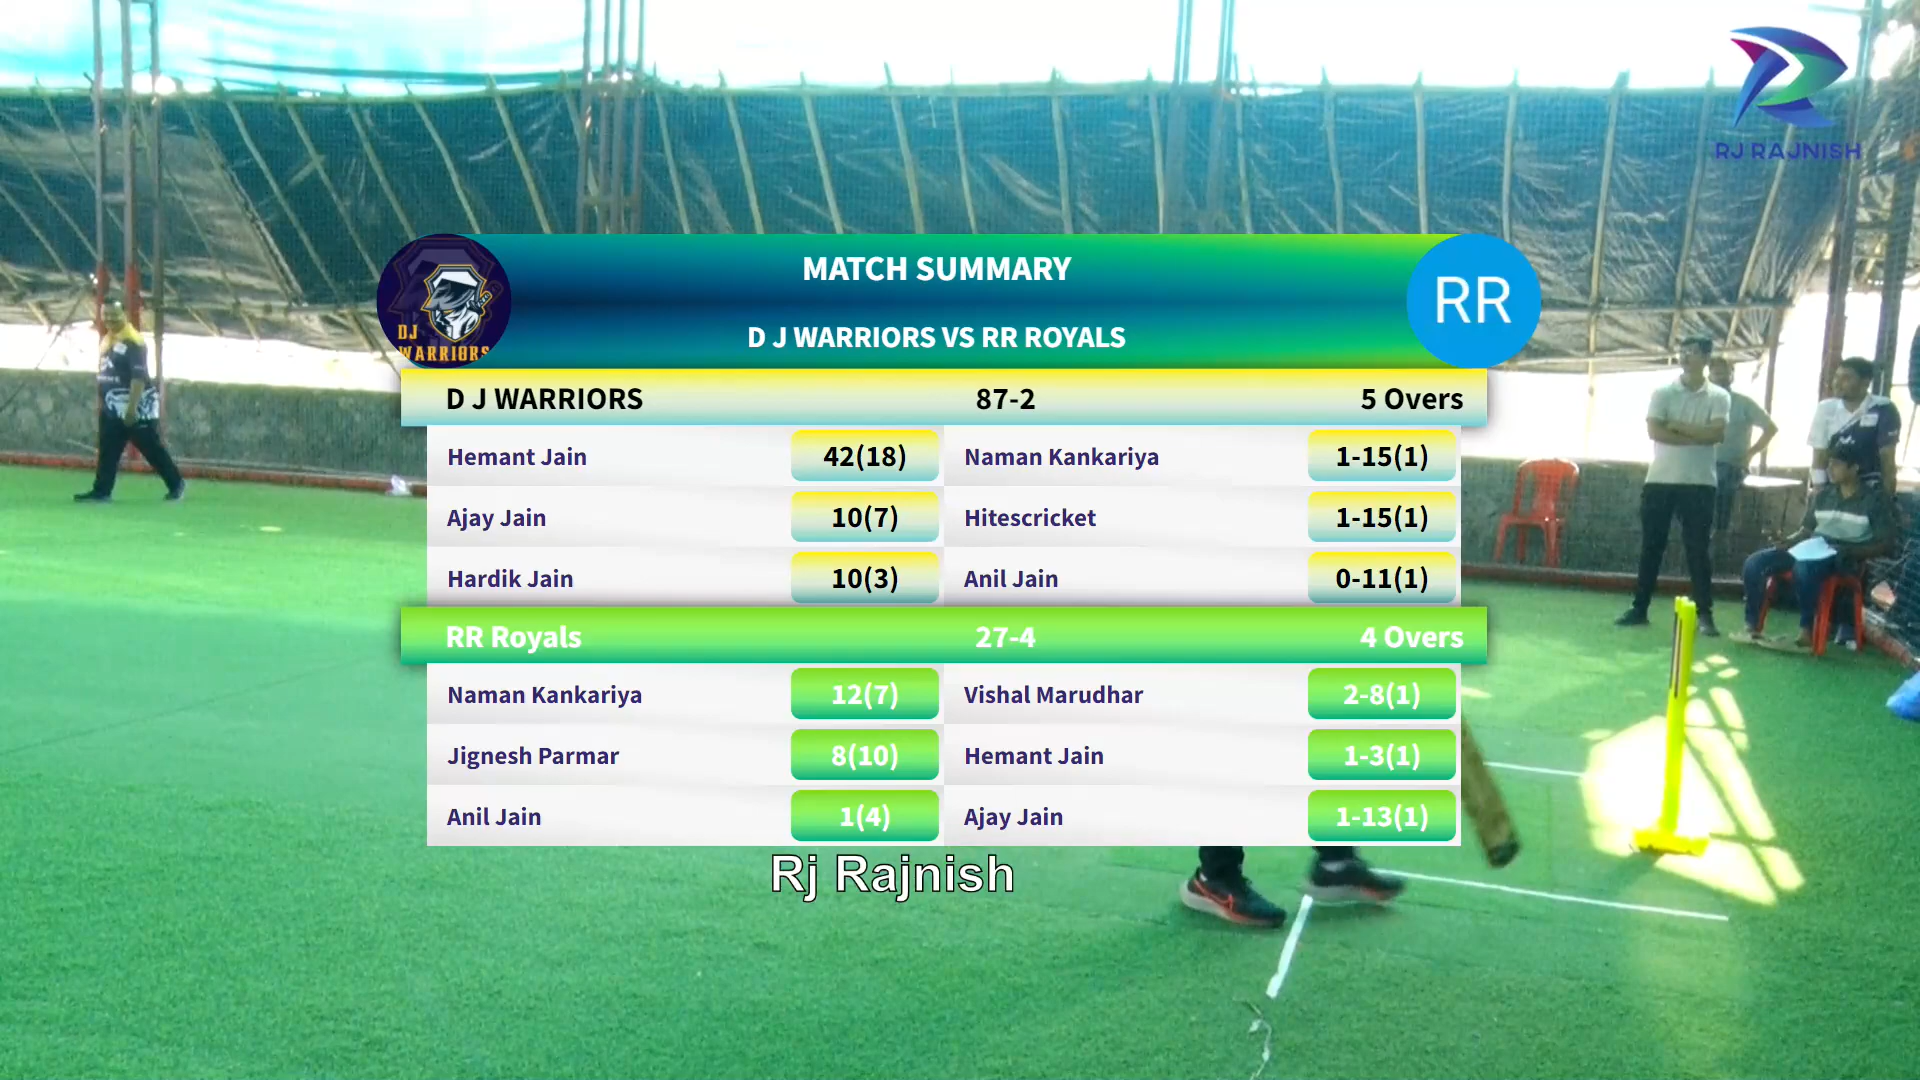 RJ RAJNISH
MATCH SUMMARY
D J WARRIORS VS RR ROYALS
DJ
WARRIORS
RR
D J WARRIORS 87-2 5 Overs
Hemant Jain 42(18) Naman Kankariya 1-15(1)
Ajay Jain 10(7) Hitescricket 1-15(1)
Hardik Jain 10(3) Anil Jain 0-11(1)
RR Royals 27-4 4 Overs
Naman Kankariya 12(7) Vishal Marudhar 2-8(1)
Jignesh Parmar 8(10) Hemant Jain 1-3(1)
Anil Jain 1(4) Ajay Jain 1-13(1)
Rj Rajnish